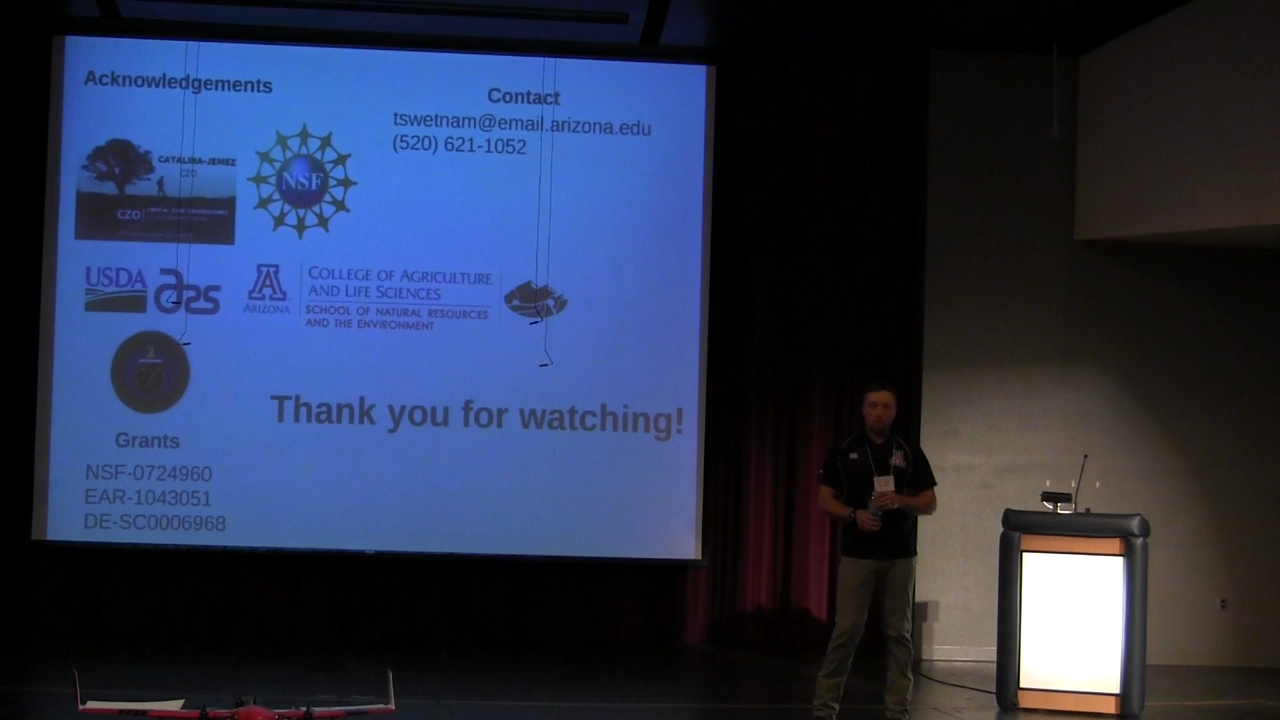 Acknowledgements
Contact
tswetnam@email.arizona.edu
(520) 621-1052
CATALINA-JEMEZ
CZO
CZO
NSF
USDA
ars
A
ARIZONA
COLLEGE OF AGRICULTURE
AND LIFE SCIENCES
SCHOOL OF NATURAL RESOURCES
AND THE ENVIRONMENT
Thank you for watching!
Grants
NSF-0724960
EAR-1043051
DE-SC0006968